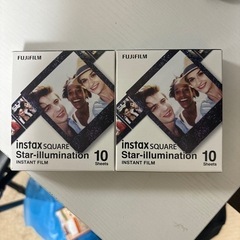 FUJIFILM
instax SQUARE
Star-illumination 10
INSTANT FILM Sheets
FUJIFILM
instax SQUARE
Star-illumination 10
INSTANT FILM Sheets